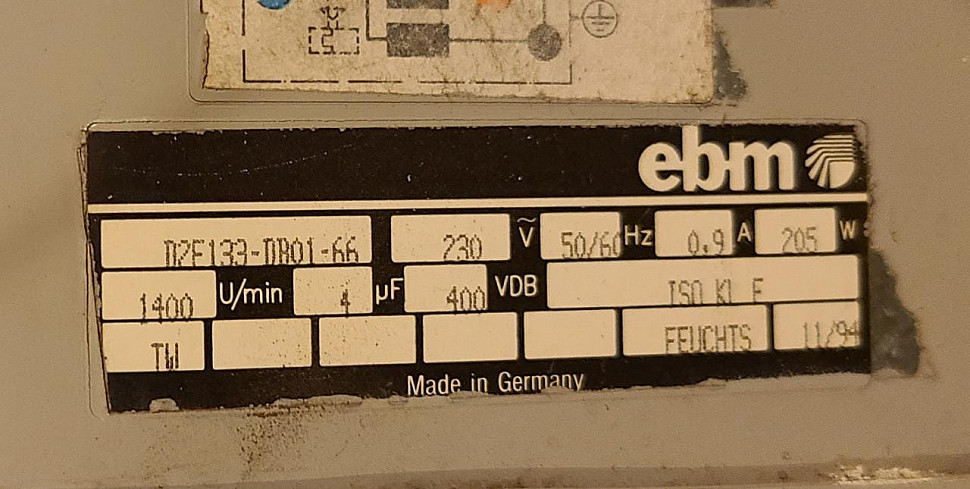 ebm
D2E133-DB01-66 230 V~ 50/60 Hz 0.9 A 205 W
1400 U/min 4 µF 400 VDB ISO KL F
TW FEUCHTS 11/94
Made in Germany